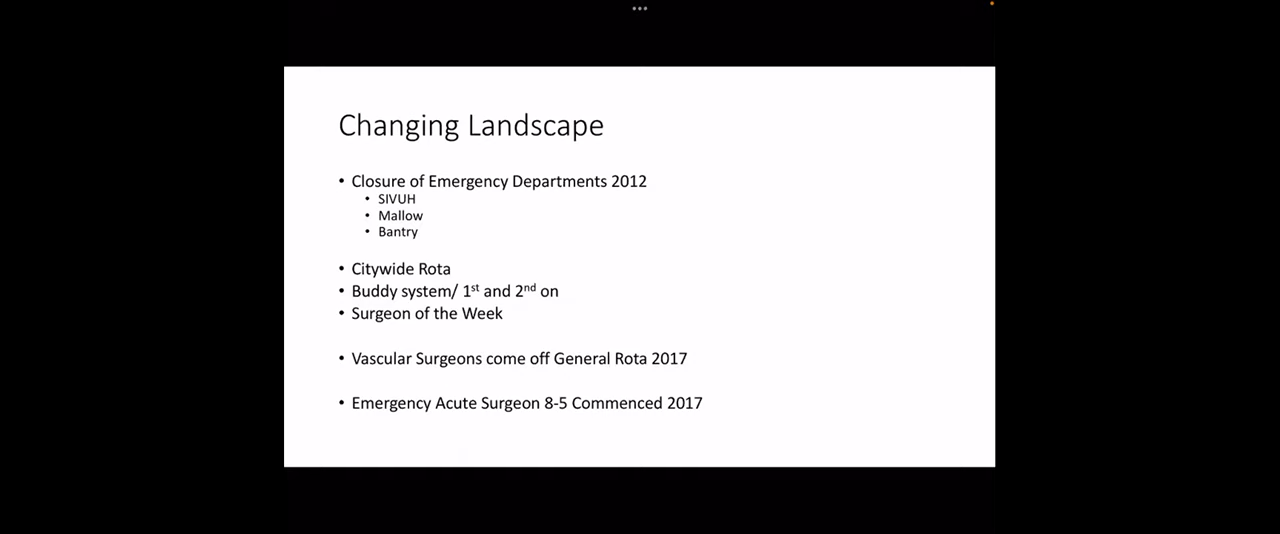 Changing Landscape
• Closure of Emergency Departments 2012
• SIVUH
• Mallow
• Bantry
• Citywide Rota
• Buddy system/ 1st and 2nd on
• Surgeon of the Week
• Vascular Surgeons come off General Rota 2017
• Emergency Acute Surgeon 8-5 Commenced 2017